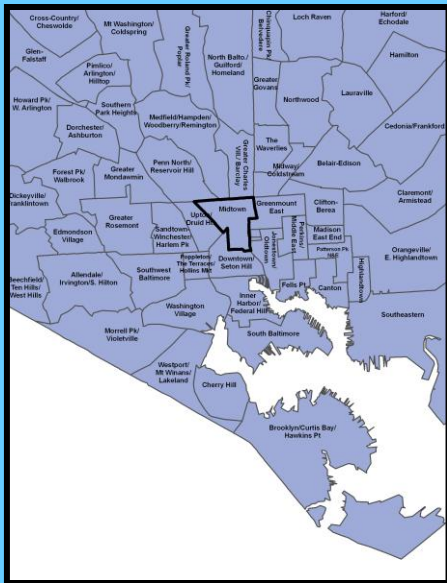 Cross-Country/
Cheswolde
Mt Washington/
Coldspring
Greater Roland Pk/
Poplar
North Balto./
Guilford/
Homeland
Chinquapin Pk/
Belvedere
Loch Raven
Harford/
Echodale
Glen-
Falstaff
Pimlico/
Arlington/
Hilltop
Hamilton
Howard Pk/
W. Arlington
Southern
Park Heights
Greater
Govans
Northwood
Lauraville
Dorchester/
Ashburton
Medfield/Hampden/
Woodberry/Remington
Cedonia/Frankford
The
Waverlies
Greater Charles
Vill./ Barclay
Forest Pk/
Walbrook
Greater
Mondawmin
Penn North/
Reservoir Hill
Midway/
Coldstream
Belair-Edison
Claremont/
Armistead
Dickeyville/
Franklintown
Greater
Rosemont
Upton/
Druid H
Midtown
Greenmount
East
Clifton-
Berea
Edmondson
Village
Sandtown-
Winchester/
Harlem Pk
Jonestown/
Oldtown
Perkins/
Middle East
Madison
East End
Patterson Pk
N&E
Orangeville/
E. Highlandtown
Beechfield/
Ten Hills/
West Hills
Allendale/
Irvington/S. Hilton
Southwest
Baltimore
Poppleton/
The Terraces/
Hollins Mkt
Downtown/
Seton Hill
Fells Pt
Canton
Highlandtown
Washington
Village
Inner
Harbor/
Federal Hill
Southeastern
Morrell Pk/
Violetville
South Baltimore
Westport/
Mt Winans/
Lakeland
Cherry Hill
Brooklyn/Curtis Bay/
Hawkins Pt